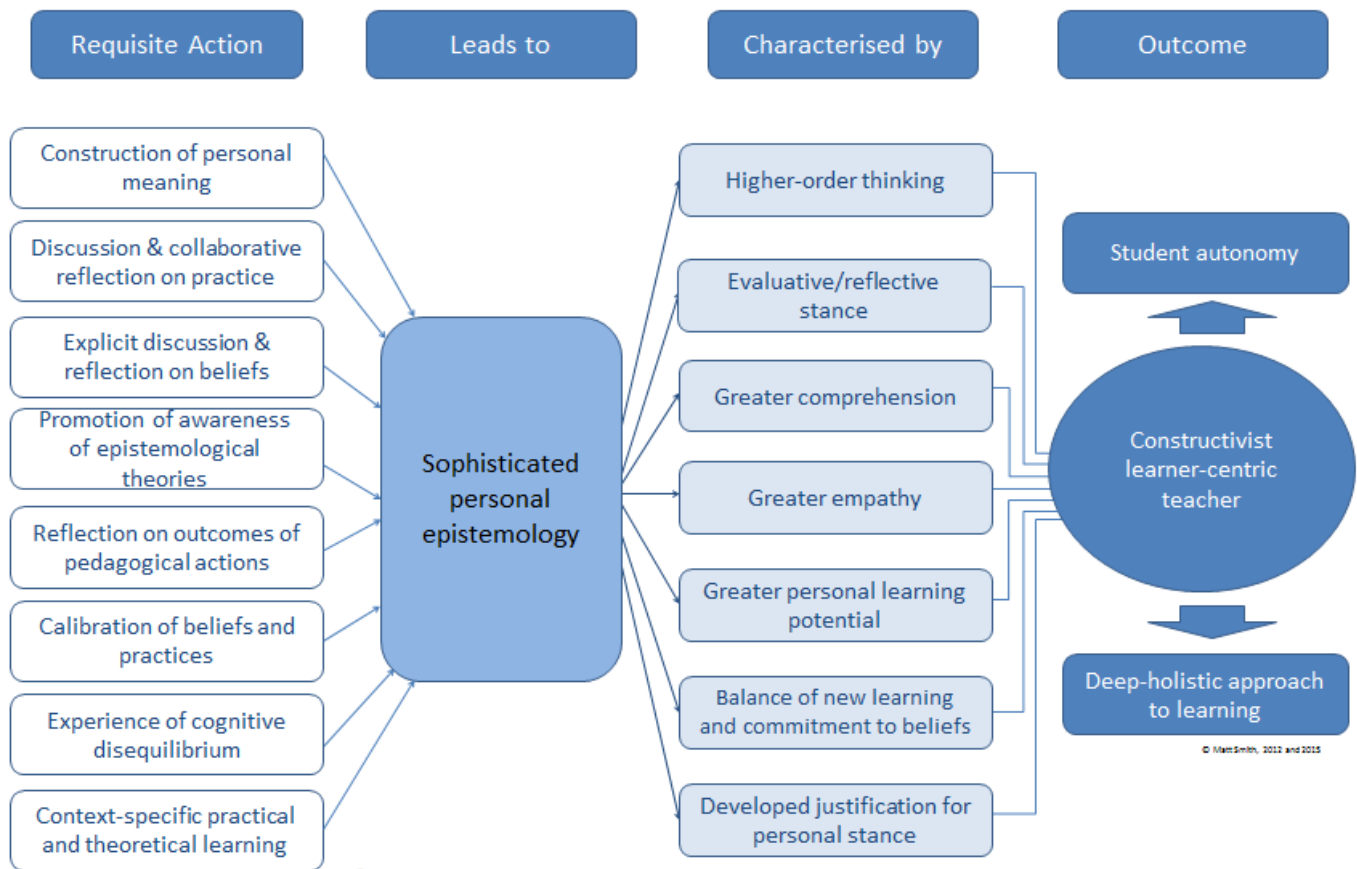 Requisite Action
Leads to
Characterised by
Outcome
Construction of personal
meaning
Discussion & collaborative
reflection on practice
Explicit discussion &
reflection on beliefs
Promotion of awareness
of epistemological
theories
Reflection on outcomes of
pedagogical actions
Calibration of beliefs and
practices
Experience of cognitive
disequilibrium
Context-specific practical
and theoretical learning
Sophisticated
personal
epistemology
Higher-order thinking
Evaluative/reflective
stance
Greater comprehension
Greater empathy
Greater personal learning
potential
Balance of new learning
and commitment to beliefs
Developed justification for
personal stance
Student autonomy
Constructivist
learner-centric
teacher
Deep-holistic approach
to learning
© Matt Smith, 2012 and 2015